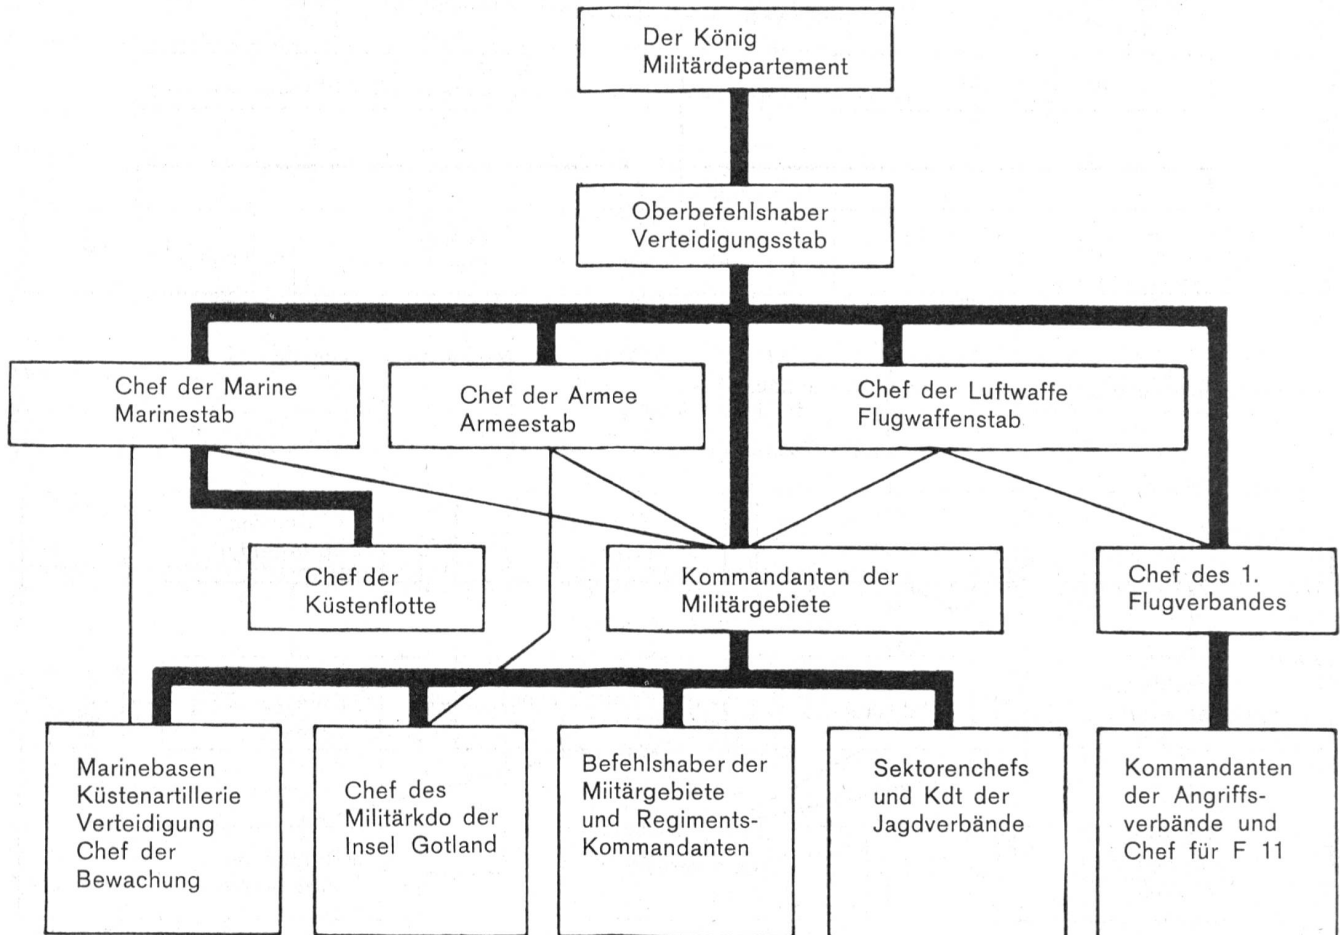 Der König
Militärdepartement
Oberbefehlshaber
Verteidigungsstab
Chef der Marine
Marinestab
Chef der Armee
Armeestab
Chef der Luftwaffe
Flugwaffenstab
Chef der
Küstenflotte
Kommandanten der
Militärgebiete
Chef des 1.
Flugverbandes
Marinebasen
Küstenartillerie
Verteidigung
Chef der
Bewachung
Chef des
Militärkdo der
Insel Gotland
Befehlshaber der
Miitärgebiete
und Regiments-
Kommandanten
Sektorenchefs
und Kdt der
Jagdverbände
Kommandanten
der Angriffs-
verbände und
Chef für F 11